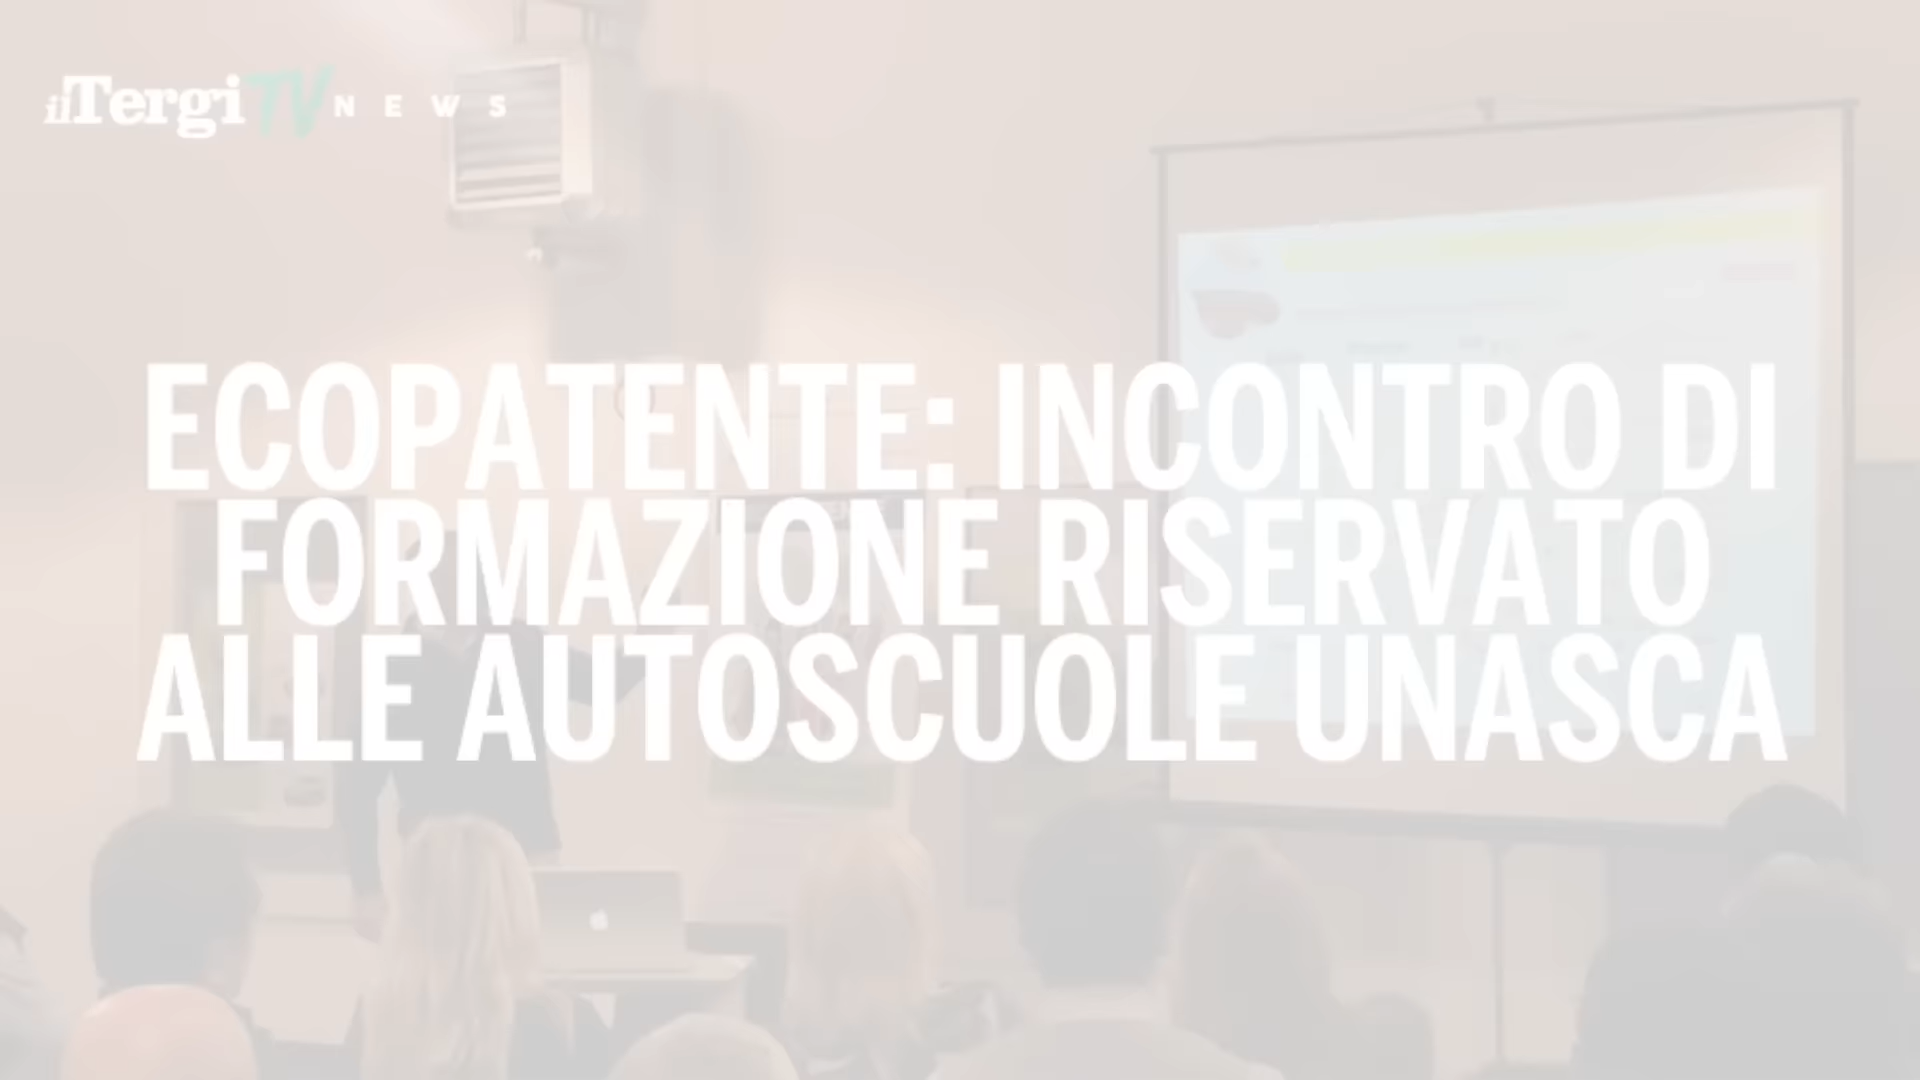 ilTergiTV NEWS
ECOPATENTE: INCONTRO DI
FORMAZIONE RISERVATO
ALLE AUTOSCUOLE UNASCA